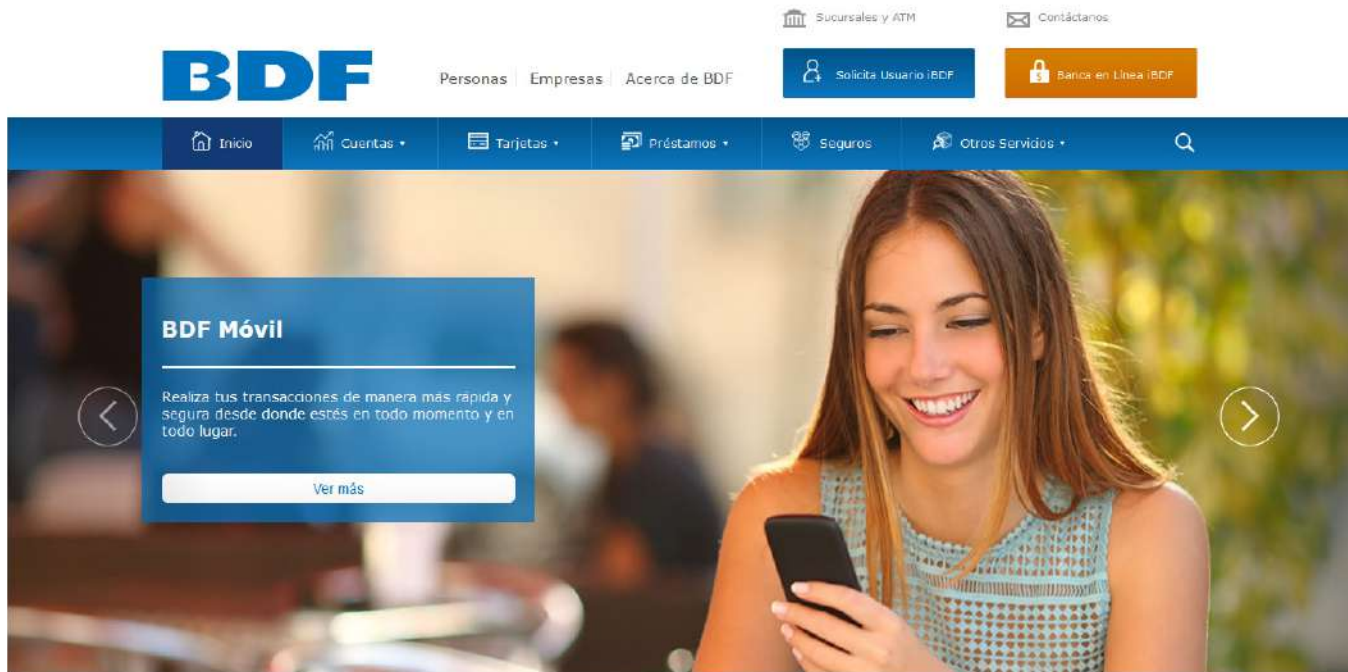 Sucursales y ATM
Contáctanos
BDF
Personas
Empresas
Acerca de BDF
Solicita Usuario iBDF
Banca en Línea iBDF
Inicio
Cuentas
Tarjetas
Préstamos
Seguros
Otros Servicios
BDF Móvil
Realiza tus transacciones de manera más rápida y
segura desde donde estés en todo momento y en
todo lugar.
Ver más